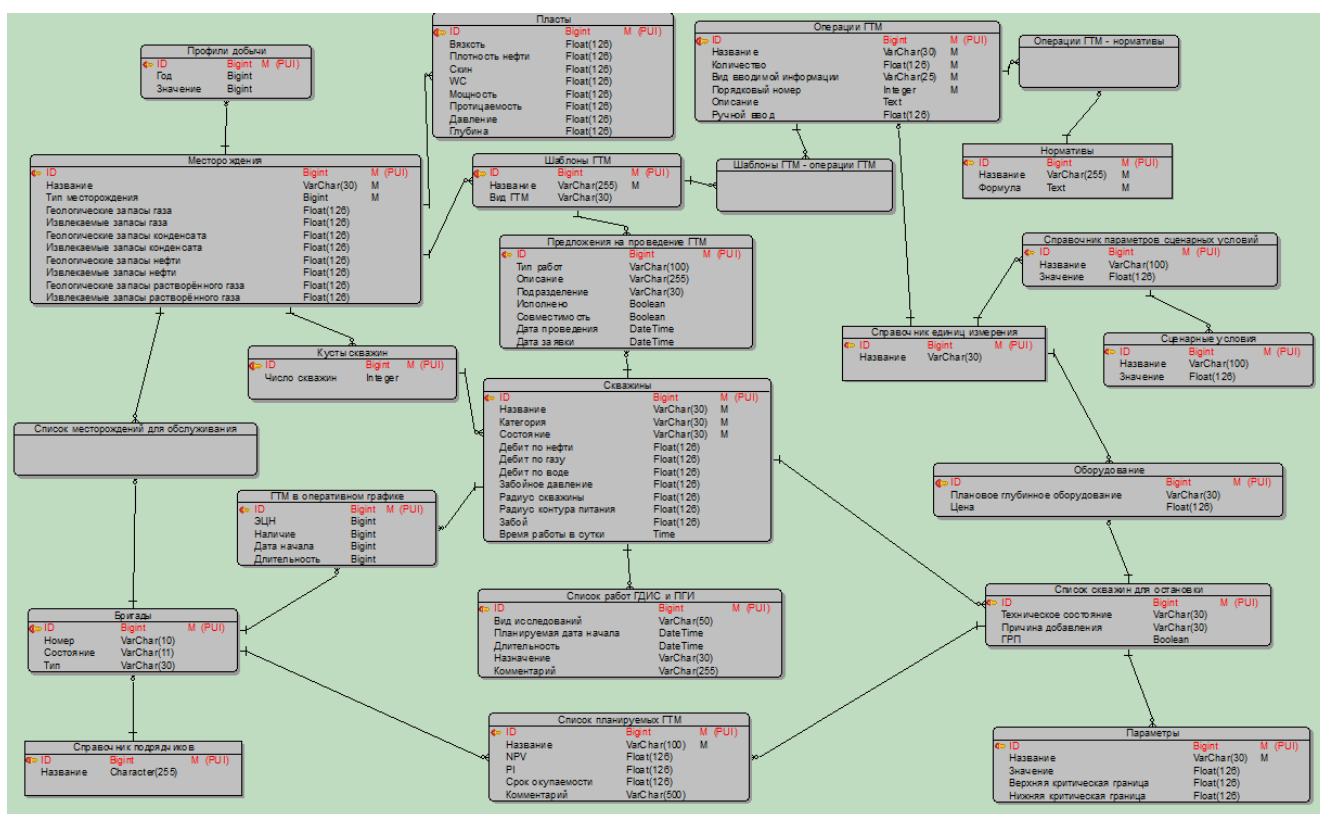 Профили добычи
ID Bigint M (PUI)
Год Bigint
Значение Bigint
Пласты
ID Bigint M (PUI)
Вязксть Float(126)
Плотность нефти Float(126)
Скин Float(126)
WC Float(126)
Мощность Float(126)
Протицаемость Float(126)
Давление Float(126)
Глубина Float(126)
Операции ГТМ
ID Bigint M (PUI)
Название VarChar(30) M
Количество Float(126) M
Вид вводимой информации VarChar(25) M
Порядковый номер Integer M
Описание Text
Ручной ввод Float(126)
Операции ГТМ - нормативы
Нормативы
ID Bigint M (PUI)
Название VarChar(255) M
Формула Text M
Месторождения
ID Bigint M (PUI)
Название VarChar(30) M
Тип месторждения Bigint M
Геологические запасы газа Float(126)
Извлекаемые запасы газа Float(126)
Геологические запасы конденсата Float(126)
Извлекаемые запасы кондесата Float(126)
Геологические запасы нефти Float(126)
Извлекаемые запасы нефти Float(126)
Геологические запасы растворённого газа Float(126)
Извлекаемые запасы растворённого газа Float(126)
Шаблоны ГТМ
ID Bigint M (PUI)
Название VarChar(255) M
Вид ГТМ VarChar(30)
Шаблоны ГТМ - операции ГТМ
Предложения на проведение ГТМ
ID Bigint M (PUI)
Тип работ VarChar(100)
Описание VarChar(255)
Подразделение VarChar(30)
Исполнено Boolean
Совместимость Boolean
Дата проведения DateTime
Дата заявки DateTime
Справочник параметров сценарных условий
ID Bigint M (PUI)
Название VarChar(100)
Значение Float(126)
Справочник единиц измерения
ID Bigint M (PUI)
Название VarChar(30)
Сценарные условия
ID Bigint M (PUI)
Название VarChar(100)
Значение Float(126)
Кусты скважин
ID Bigint M (PUI)
Число скважин Integer
Скважины
ID Bigint M (PUI)
Название VarChar(30) M
Категория VarChar(30) M
Состояние VarChar(30) M
Дебит по нефти Float(126)
Дебит по газу Float(126)
Дебит по воде Float(126)
Забойное давление Float(126)
Радиус скважины Float(126)
Радиус контура питания Float(126)
Забой Float(126)
Время работы в сутки Time
Список месторождений для обслуживания
ГТМ в оперативном графике
ID Bigint M (PUI)
ЭЦН Bigint
Наличие Bigint
Дата начала Bigint
Длительность Bigint
Оборудование
ID Bigint M (PUI)
Плановое глубинное оборудование VarChar(30)
Цена Float(126)
Бригады
ID Bigint M (PUI)
Номер VarChar(10)
Состояние VarChar(11)
Тип VarChar(30)
Список работ ГДИС и ПГИ
ID Bigint M (PUI)
Вид исследований VarChar(50)
Планируемая дата начала DateTime
Длительность DateTime
Назначение VarChar(30)
Комментарий VarChar(255)
Список скважин для остановки
ID Bigint M (PUI)
Техническое состояние VarChar(30)
Причина добавления VarChar(30)
ГРП Boolean
Справочник подрядчиков
ID Bigint M (PUI)
Название Character(255)
Список планируемых ГТМ
ID Bigint M (PUI)
Название VarChar(100) M
NPV Float(126)
PI Float(126)
Срок окупаемости Float(126)
Комментарий VarChar(500)
Параметры
ID Bigint M (PUI)
Название VarChar(30) M
Значение Float(126)
Верхняя критическая граница Float(126)
Нижняя критическая граница Float(126)